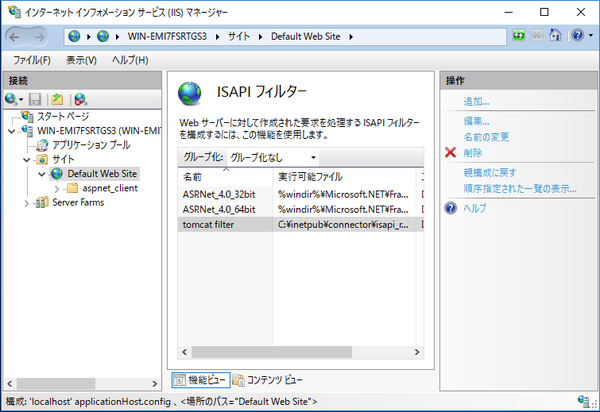 インターネット インフォメーション サービス (IIS) マネージャー
WIN-EMI7FSRTGS3 サイト Default Web Site
ファイル(F) 表示(V) ヘルプ(H)
接続
スタート ページ
WIN-EMI7FSRTGS3 (WIN-EMI7
アプリケーション プール
サイト
Default Web Site
aspnet_client
Server Farms
ISAPI フィルター
Web サーバーに対して作成された要求を処理する ISAPI フィルター
を構成するには、この機能を使用します。
グループ化: グループ化なし
名前 実行可能ファイル
ASP.Net_4.0_32bit %windir%¥Microsoft.NET¥Fra...
ASP.Net_4.0_64bit %windir%¥Microsoft.NET¥Fra...
tomcat filter C:¥inetpub¥connector¥isapi_r...
機能ビュー コンテンツ ビュー
操作
追加...
編集...
名前の変更
削除
親構成に戻す
順序指定された一覧の表示...
ヘルプ
構成: 'localhost' applicationHost.config 、<場所のパス="Default Web Site">